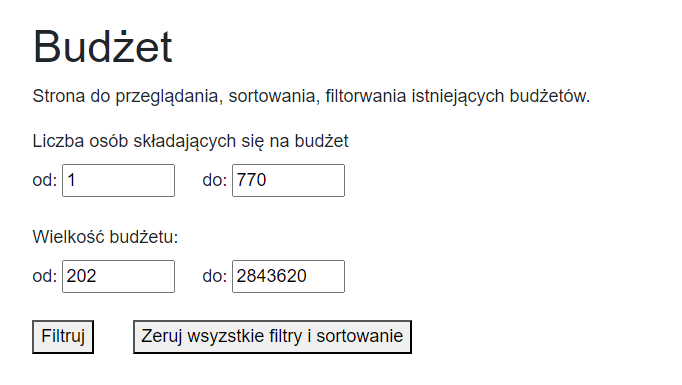 Budżet
Strona do przeglądania, sortowania, filtorwania istniejących budżetów.
Liczba osób składających się na budżet
od: 1 do: 770
Wielkość budżetu:
od: 202 do: 2843620
Filtruj Zeruj wsyzstkie filtry i sortowanie